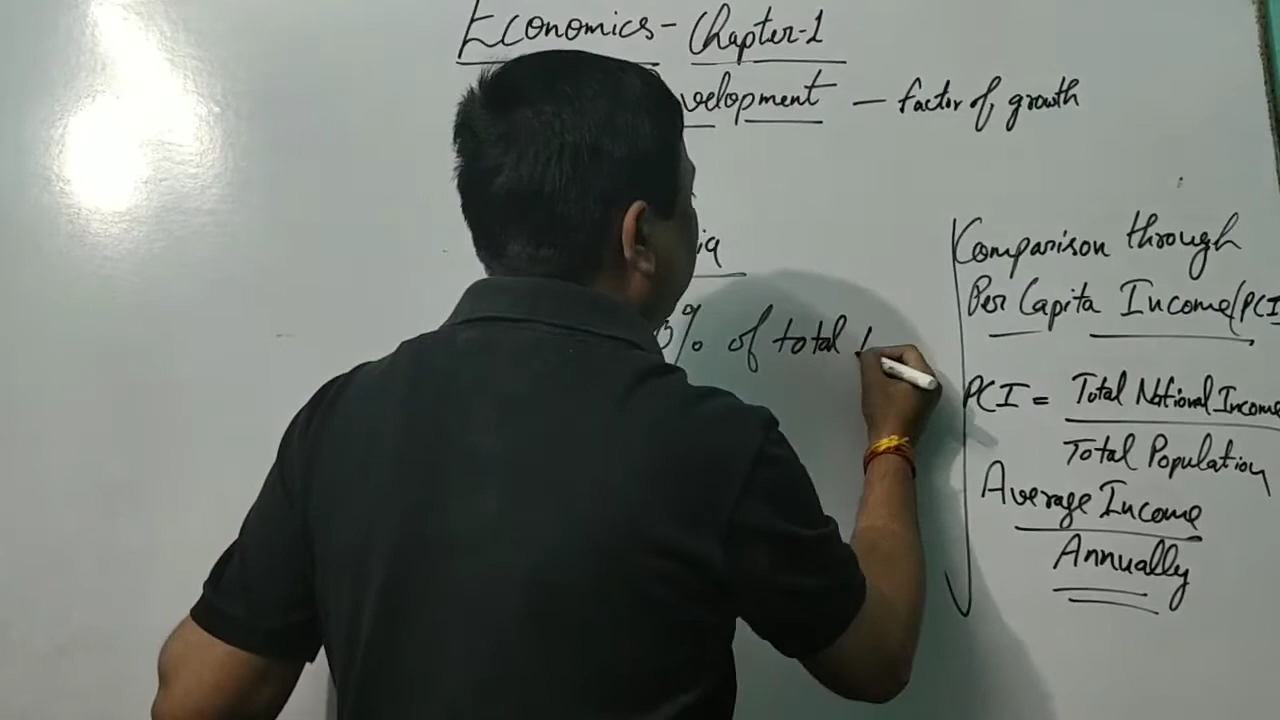 Economics - Chapter-1
velopment — factor of growth
ia
% of total
Comparison through
Per Capita Income/(PCI
PCI = Total National Income
Total Population
Average Income
Annually